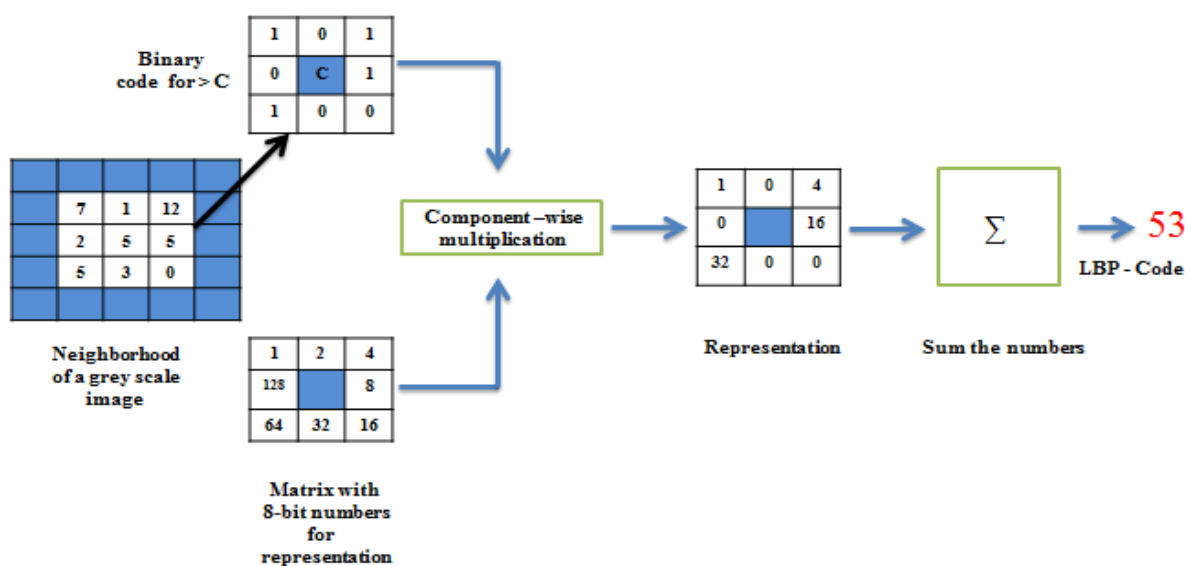 1 0 1
Binary
code for > C
0 C 1
1 0 0
7 1 12
2 5 5
5 3 0
Neighborhood
of a grey scale
image
1 2 4
128 8
64 32 16
Matrix with
8-bit numbers
for
representation
Component –wise
multiplication
1 0 4
0 16
32 0 0
Representation
∑
Sum the numbers
53
LBP - Code